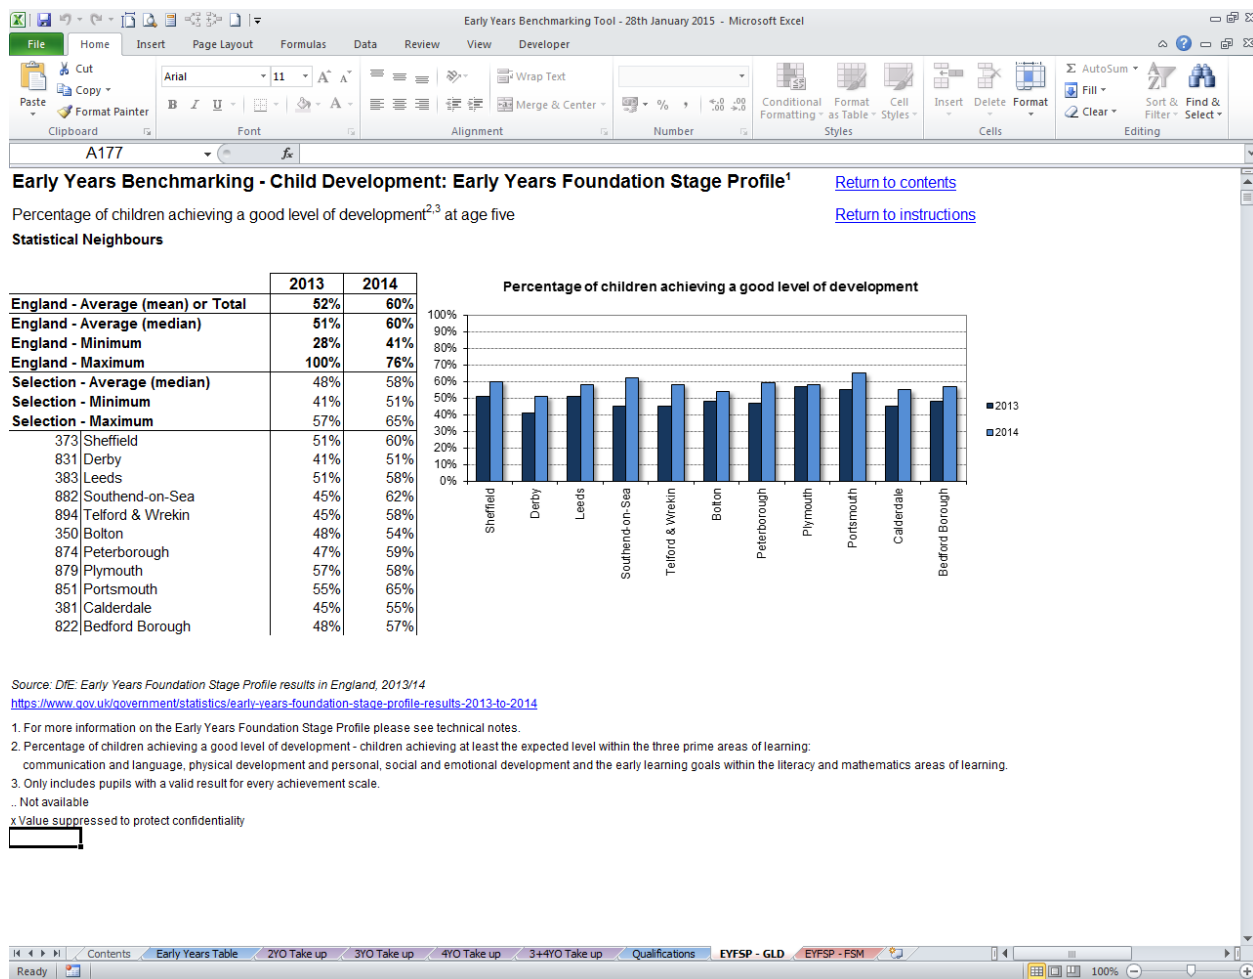 Early Years Benchmarking Tool - 28th January 2015 - Microsoft Excel
File Home Insert Page Layout Formulas Data Review View Developer
Paste
Cut
Copy
Format Painter
Clipboard
Arial 11 A A
B I U A
Font
Wrap Text
Merge & Center
Alignment
% , .00 .0
Number
Conditional Formatting
Format as Table
Cell Styles
Styles
Insert Delete Format
Cells
Σ AutoSum
Fill
Clear
Sort & Filter
Find & Select
Editing
A177 fx
Early Years Benchmarking - Child Development: Early Years Foundation Stage Profile1 Return to contents
Percentage of children achieving a good level of development2,3 at age five Return to instructions
Statistical Neighbours
2013 2014
England - Average (mean) or Total 52% 60%
England - Average (median) 51% 60%
England - Minimum 28% 41%
England - Maximum 100% 76%
Selection - Average (median) 48% 58%
Selection - Minimum 41% 51%
Selection - Maximum 57% 65%
373 Sheffield 51% 60%
831 Derby 41% 51%
383 Leeds 51% 58%
882 Southend-on-Sea 45% 62%
894 Telford & Wrekin 45% 58%
350 Bolton 48% 54%
874 Peterborough 47% 59%
879 Plymouth 57% 58%
851 Portsmouth 55% 65%
381 Calderdale 45% 55%
822 Bedford Borough 48% 57%
Percentage of children achieving a good level of development
100%
90%
80%
70%
60%
50%
40%
30%
20%
10%
0%
Sheffield
Derby
Leeds
Southend-on-Sea
Telford & Wrekin
Bolton
Peterborough
Plymouth
Portsmouth
Calderdale
Bedford Borough
2013
2014
Source: DfE: Early Years Foundation Stage Profile results in England, 2013/14
https://www.gov.uk/government/statistics/early-years-foundation-stage-profile-results-2013-to-2014
1. For more information on the Early Years Foundation Stage Profile please see technical notes.
2. Percentage of children achieving a good level of development - children achieving at least the expected level within the three prime areas of learning:
communication and language, physical development and personal, social and emotional development and the early learning goals within the literacy and mathematics areas of learning.
3. Only includes pupils with a valid result for every achievement scale.
.. Not available
x Value suppressed to protect confidentiality
Contents Early Years Table 2YO Take up 3YO Take up 4YO Take up 3+4YO Take up Qualifications EYFSP - GLD EYFSP - FSM
Ready 100%